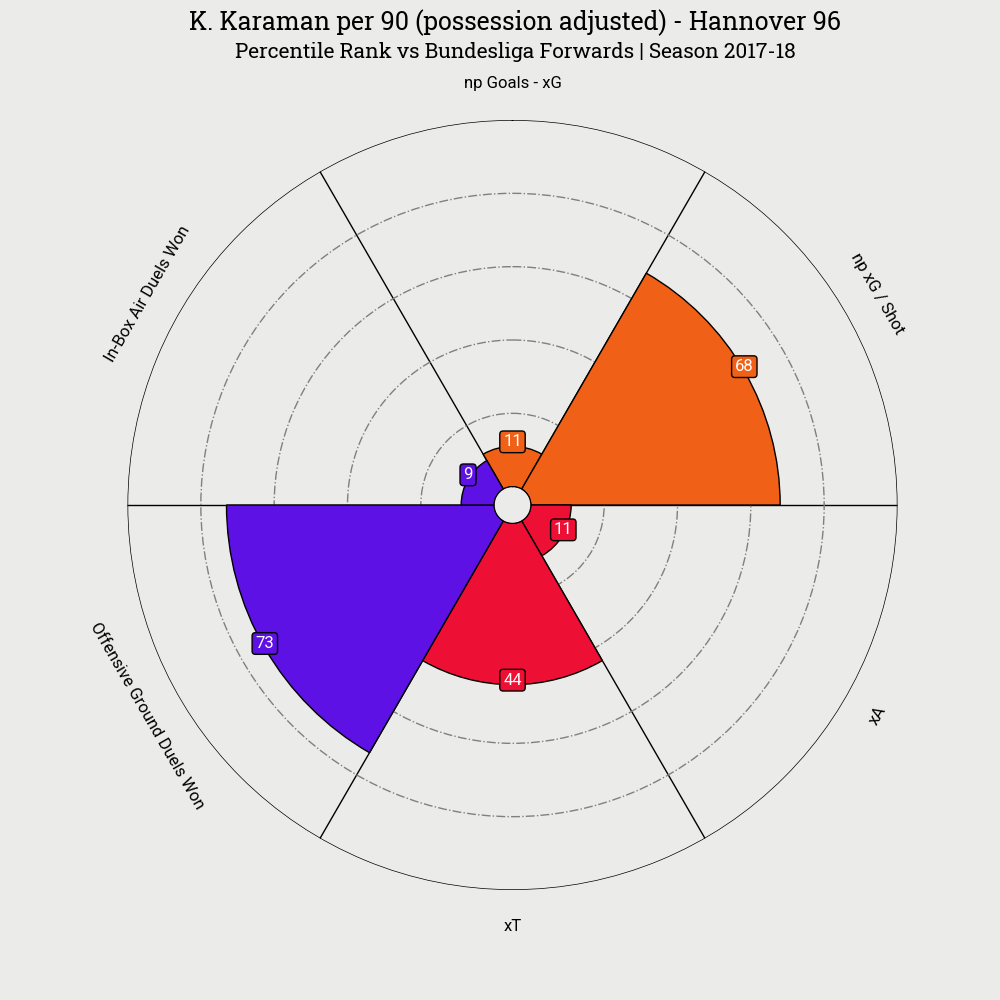 K. Karaman per 90 (possession adjusted) - Hannover 96
Percentile Rank vs Bundesliga Forwards | Season 2017-18
np Goals - xG
In-Box Air Duels Won
np xG / Shot
68
11
9
11
73
44
Offensive Ground Duels Won
xA
xT